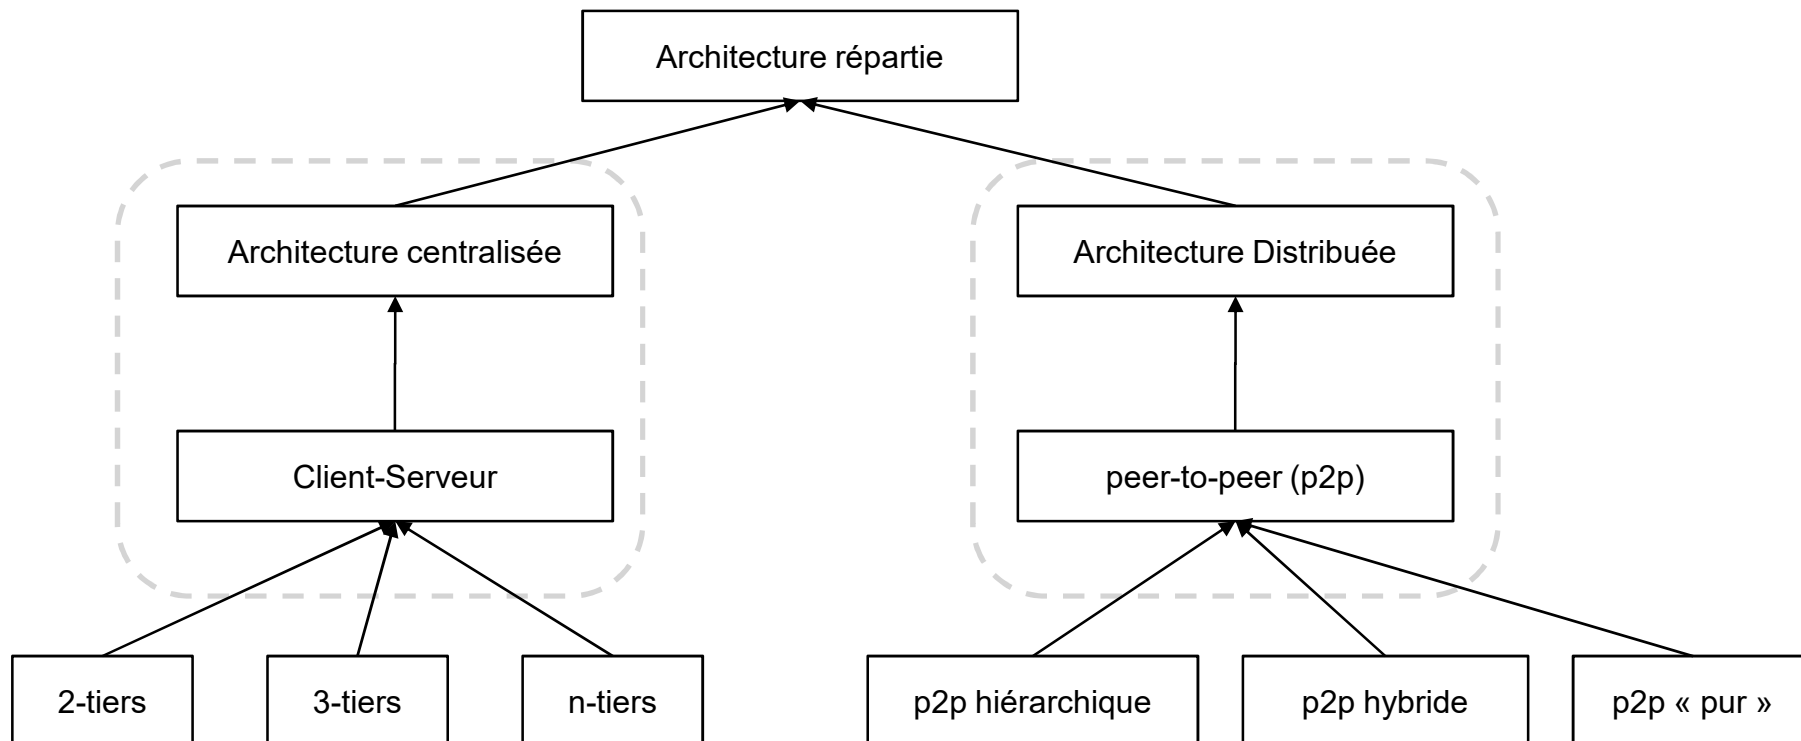 Architecture répartie
Architecture centralisée
Architecture Distribuée
Client-Serveur
peer-to-peer (p2p)
2-tiers
3-tiers
n-tiers
p2p hiérarchique
p2p hybride
p2p « pur »